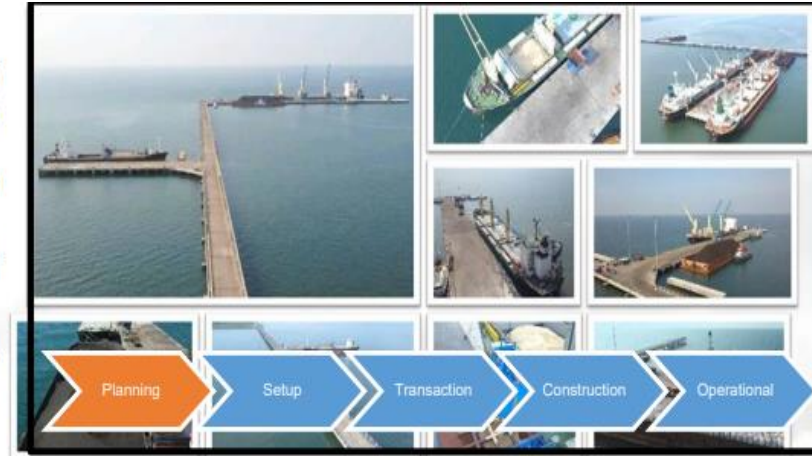 Planning
Setup
Transaction
Construction
Operational